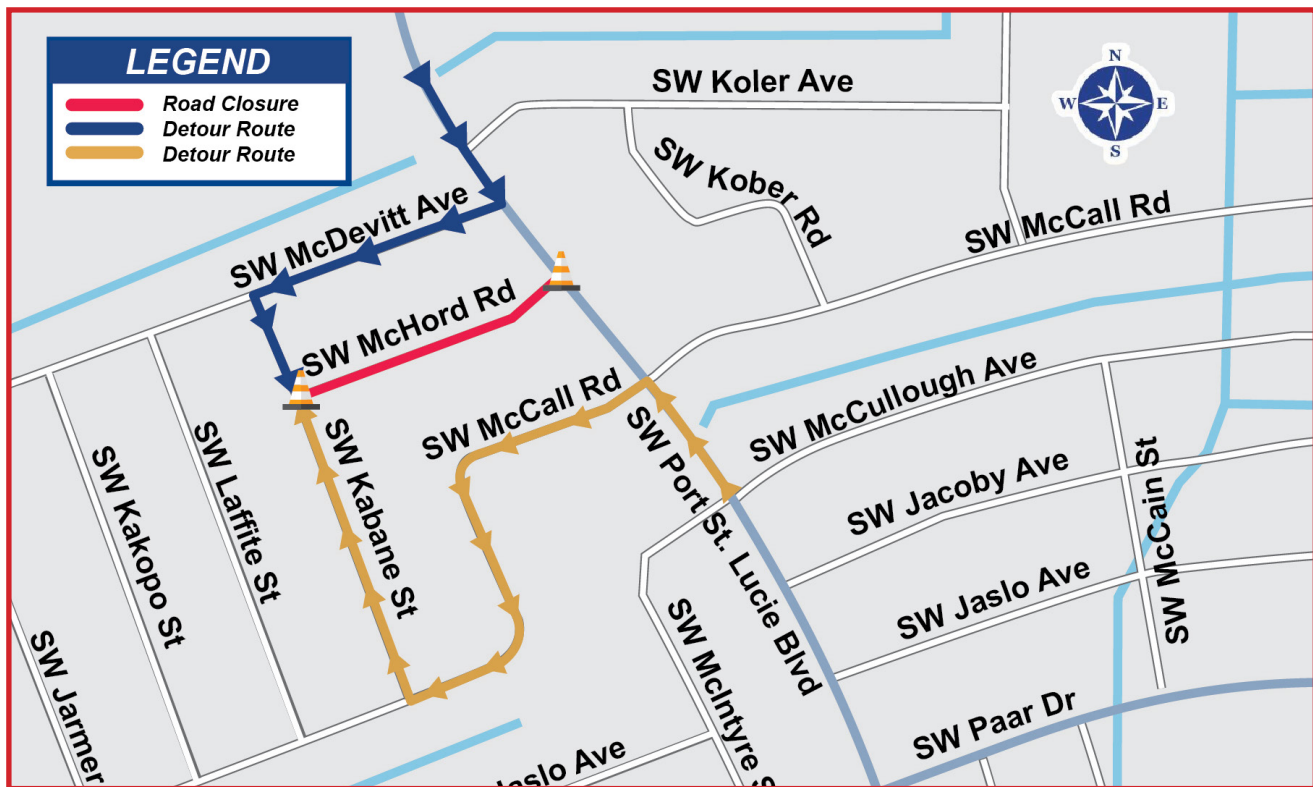 LEGEND
Road Closure
Detour Route
Detour Route
N
W E
S
SW Koler Ave
SW Kober Rd
SW McCall Rd
SW McDevitt Ave
SW McHord Rd
SW McCall Rd
SW McCullough Ave
SW Port St. Lucie Blvd
SW Jacoby Ave
SW McCain St
SW Jaslo Ave
SW Kabane St
SW Laffite St
SW Kakopo St
SW Jarmer
SW McIntyre S
SW Paar Dr
Jaslo Ave